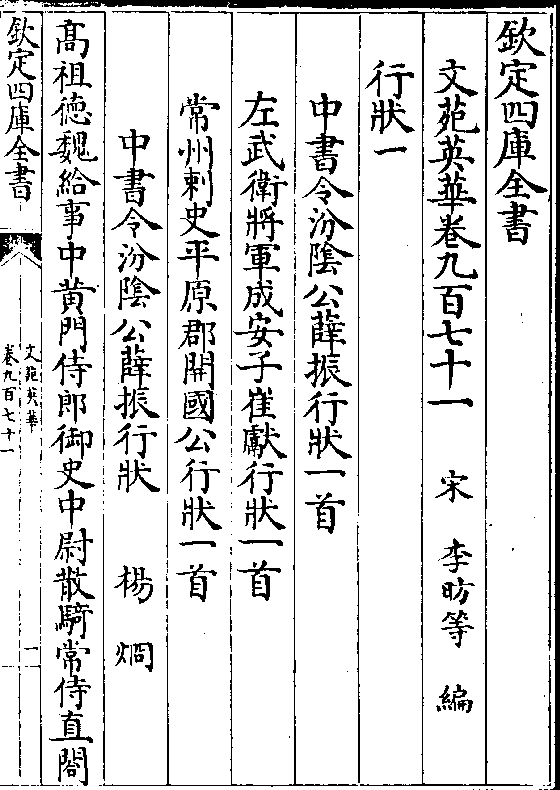 欽定四庫全書
文苑英華卷九百七十一 宋 李昉等 編
行狀一
中書令汾陰公薛振行狀一首
左武衛將軍成安子崔獻行狀一首
常州刺史平原郡開國公行狀一首
中書令汾陰公薛振行狀 楊炯
髙祖徳魏給事中黄門侍郎御史中尉散騎常侍直閤
欽定四庫全書
文苑英華
卷九百七十一
一